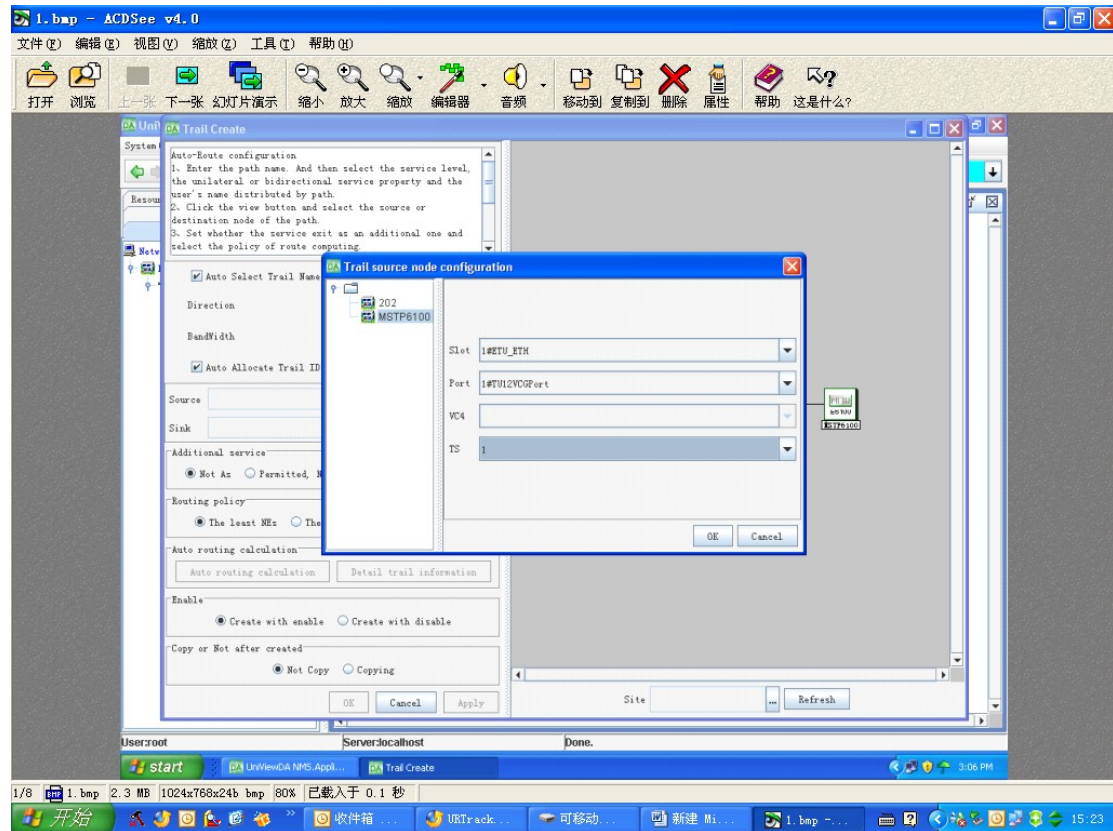 1.bmp - ACDSee v4.0
文件(F) 编辑(E) 视图(V) 缩放(Z) 工具(T) 帮助(H)
打开 浏览 上一张 下一张 幻灯片演示 缩小 放大 缩放 编辑器 音频 移动到 复制到 删除 属性 帮助 这是什么?
Uni
Trail Create
System
Auto-Route configuration
1、Enter the path name. And then select the service level,
the unilateral or bidirectional service property and the
user's name distributed by path.
2、Click the view button and select the source or
destination node of the path.
3、Set whether the service exit as an additional one and
select the policy of route computing.
Resou
Netw
Auto Select Trail Name
Direction
BandWidth
Auto Allocate Trail ID
Source
Sink
Additional service
Not As Permitted, N
Routing policy
The least NEs The
Auto routing calculation
Auto routing calculation Detail trail information
Enable
Create with enable Create with disable
Copy or Not after created
Not Copy Copying
OK Cancel Apply
Trail source node configuration
202
MSTP6100
Slot 1#ETU_ETH
Port 1#TU12VCGPort
VC4
TS 1
OK Cancel
MSTP6100
Site ... Refresh
User:root Server:localhost Done.
start UniViewDA NMS.Appli... Trail Create 3:06 PM
1/8 1.bmp 2.3 MB 1024x768x24b bmp 80% 已载入于 0.1 秒
开始 收件箱 ... URTrack... 可移动... 新建 Mi... 1.bmp -... 15:23